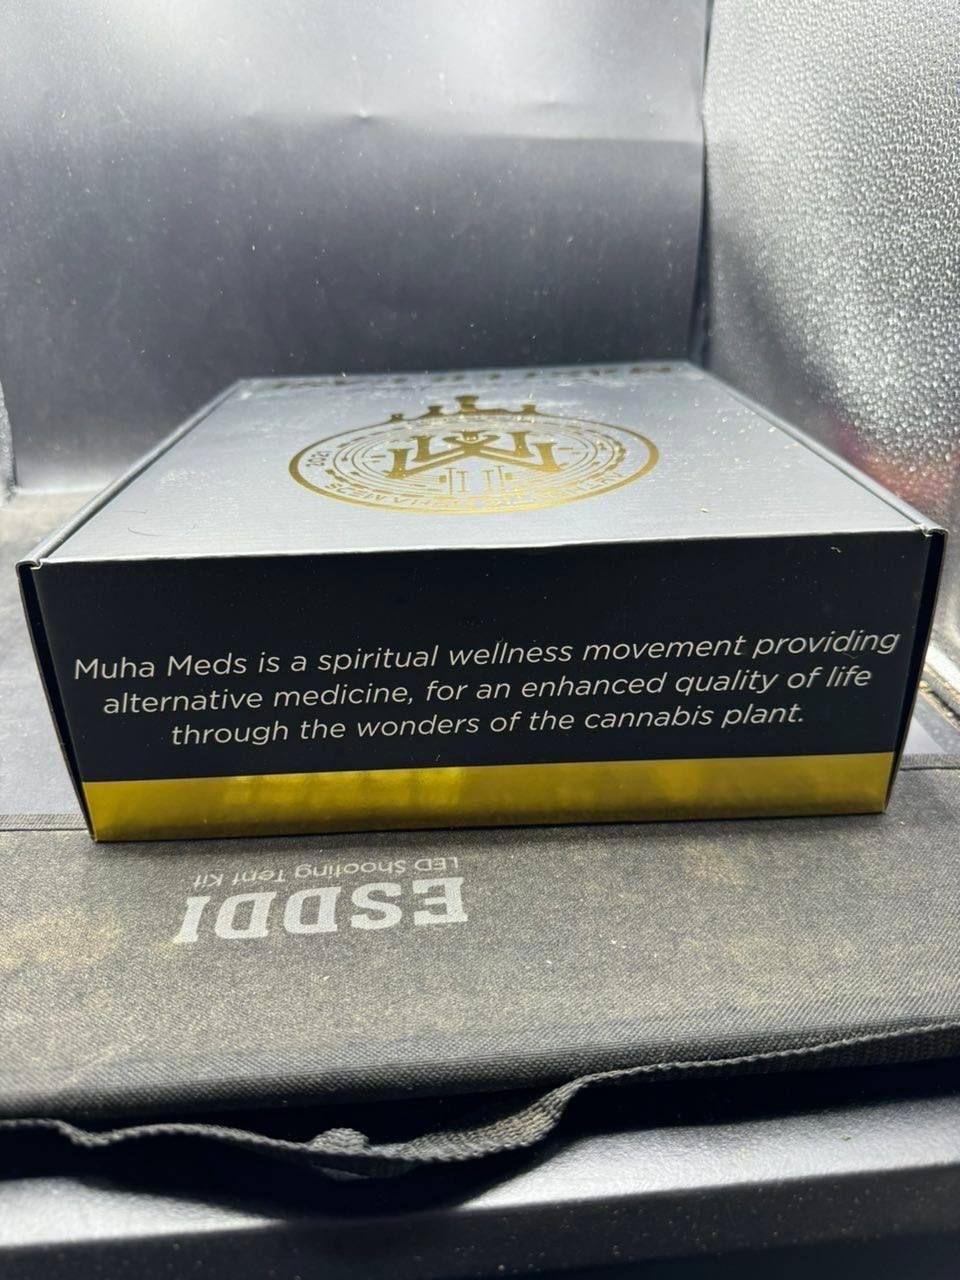 2021
Muha Meds is a spiritual wellness movement providing
alternative medicine, for an enhanced quality of life
through the wonders of the cannabis plant.
LED Shooting Tent Kit
ESDDI